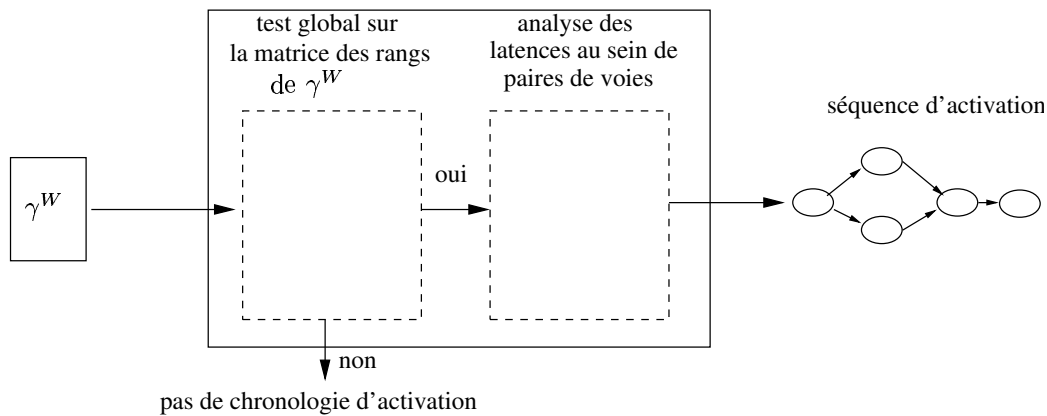 test global sur
la matrice des rangs
de γ^W
analyse des
latences au sein de
paires de voies
séquence d'activation
γ^W
oui
non
pas de chronologie d'activation